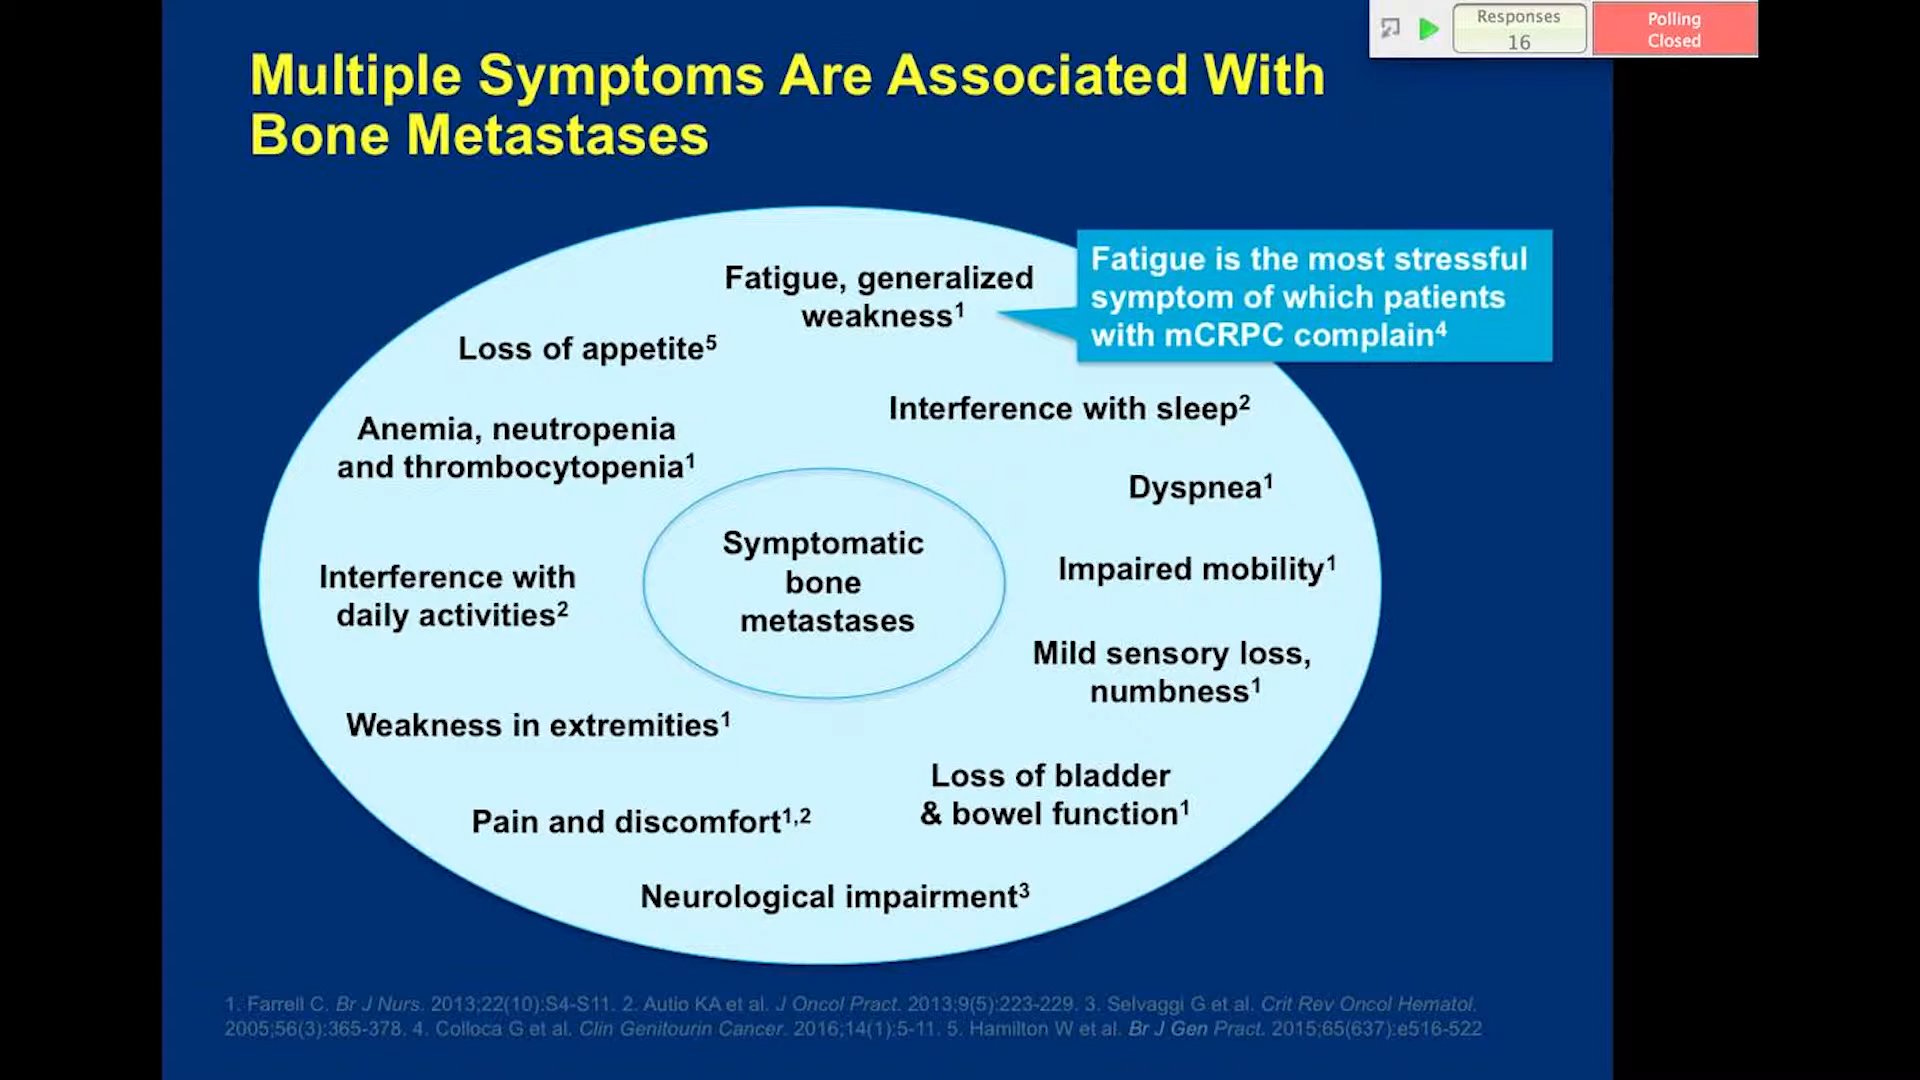 Responses
16
Polling
Closed
Multiple Symptoms Are Associated With
Bone Metastases
Fatigue is the most stressful
symptom of which patients
with mCRPC complain⁴
Fatigue, generalized
weakness¹
Loss of appetite⁵
Interference with sleep²
Anemia, neutropenia
and thrombocytopenia¹
Dyspnea¹
Symptomatic
bone
metastases
Impaired mobility¹
Interference with
daily activities²
Mild sensory loss,
numbness¹
Weakness in extremities¹
Loss of bladder
& bowel function¹
Pain and discomfort¹,²
Neurological impairment³
1. Farrell C. Br J Nurs. 2013;22(10):S4-S11. 2. Autio KA et al. J Oncol Pract. 2013;9(5):223-229. 3. Selvaggi G et al. Crit Rev Oncol Hematol.
2005;56(3):365-378. 4. Colloca G et al. Clin Genitourin Cancer. 2016;14(1):5-11. 5. Hamilton W et al. Br J Gen Pract. 2015;65(637):e516-522